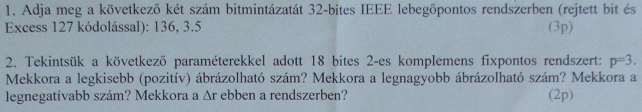 1. Adja meg a következő két szám bitmintázatát 32-bites IEEE lebegőpontos rendszerben (rejtett bit és
Excess 127 kódolással): 136, 3.5 (3p)
2. Tekintsük a következő paraméterekkel adott 18 bites 2-es komplemens fixpontos rendszert: p=3.
Mekkora a legkisebb (pozitív) ábrázolható szám? Mekkora a legnagyobb ábrázolható szám? Mekkora a
legnegatívabb szám? Mekkora a Δr ebben a rendszerben? (2p)